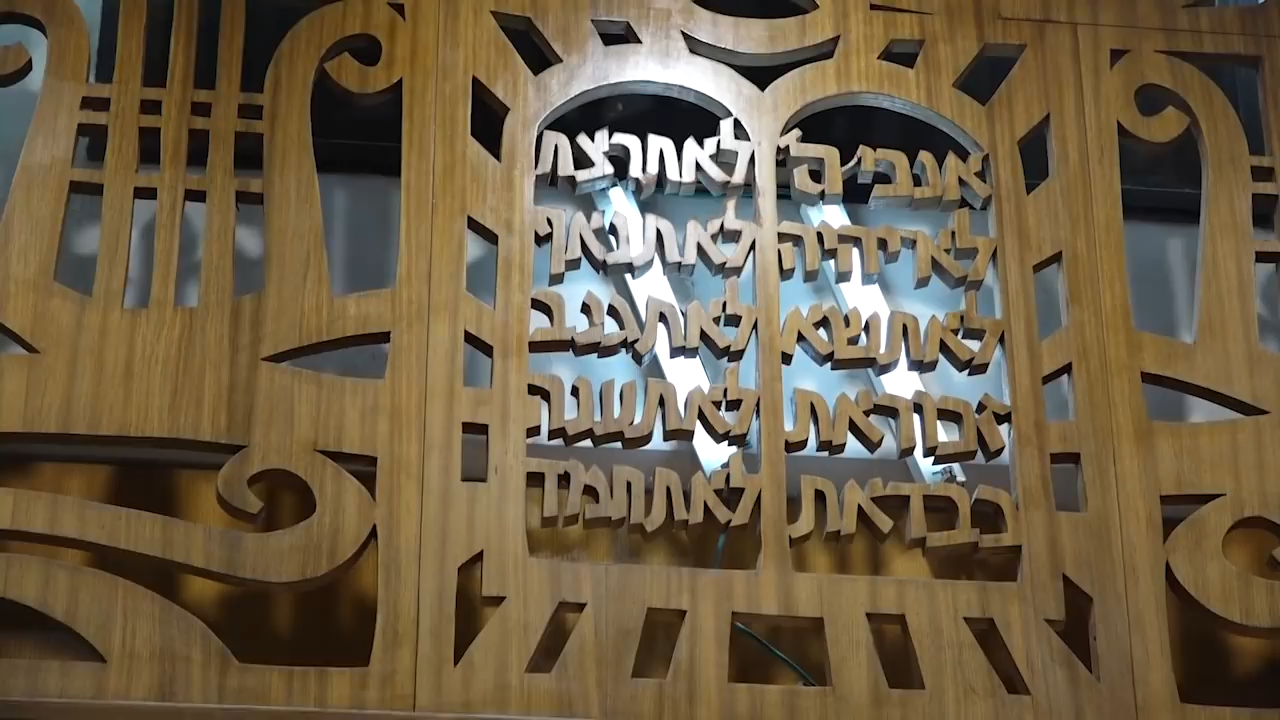 אנכי ה'
לא יהיה
לא תשא
זכור את
כבד את
לא תרצח
לא תנאף
לא תגנב
לא תענה
לא תחמד